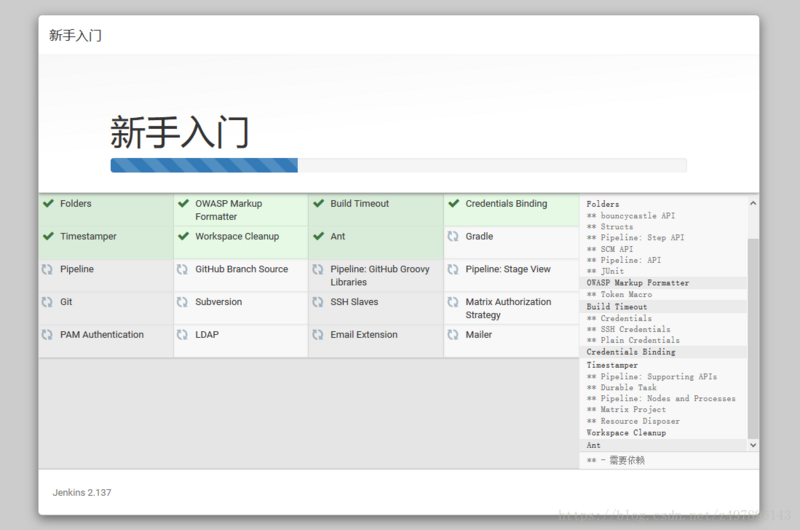 新手入门
新手入门
Folders
OWASP Markup
Formatter
Build Timeout
Credentials Binding
Timestamper
Workspace Cleanup
Ant
Gradle
Pipeline
GitHub Branch Source
Pipeline: GitHub Groovy
Libraries
Pipeline: Stage View
Git
Subversion
SSH Slaves
Matrix Authorization
Strategy
PAM Authentication
LDAP
Email Extension
Mailer
Folders
** bouncycastle API
** Structs
** Pipeline: Step API
** SCM API
** Pipeline: API
** JUnit
OWASP Markup Formatter
** Token Macro
Build Timeout
** Credentials
** SSH Credentials
** Plain Credentials
Credentials Binding
Timestamper
** Pipeline: Supporting APIs
** Durable Task
** Pipeline: Nodes and Processes
** Matrix Project
** Resource Disposer
Workspace Cleanup
Ant
** - 需要依赖
Jenkins 2.137